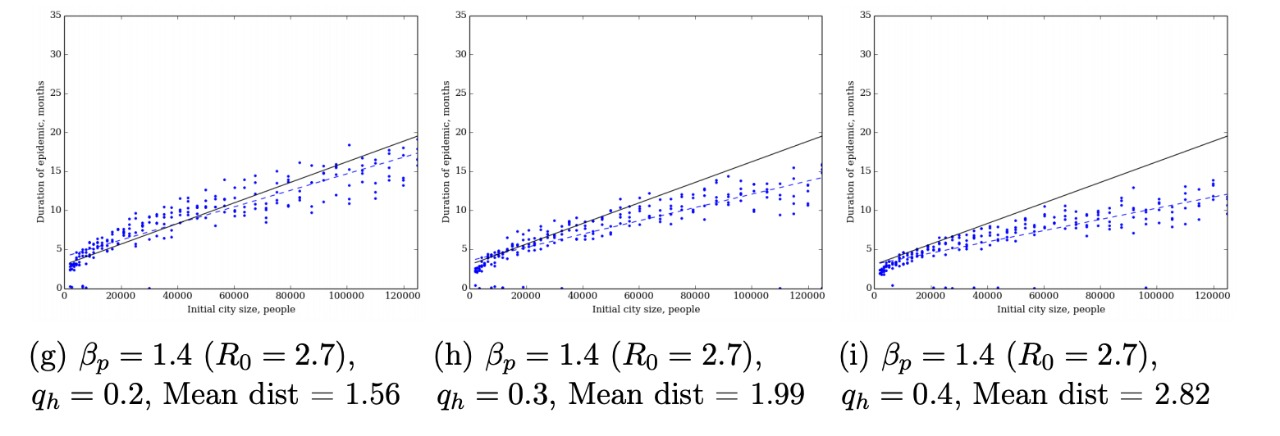 35
30
25
20
15
10
5
0
Duration of epidemic, months
0 20000 40000 60000 80000 100000 120000
Initial city size, people
35
30
25
20
15
10
5
0
Duration of epidemic, months
0 20000 40000 60000 80000 100000 120000
Initial city size, people
35
30
25
20
15
10
5
0
Duration of epidemic, months
0 20000 40000 60000 80000 100000 120000
Initial city size, people
(g) βₚ = 1.4 (R₀ = 2.7),
qₕ = 0.2, Mean dist = 1.56
(h) βₚ = 1.4 (R₀ = 2.7),
qₕ = 0.3, Mean dist = 1.99
(i) βₚ = 1.4 (R₀ = 2.7),
qₕ = 0.4, Mean dist = 2.82